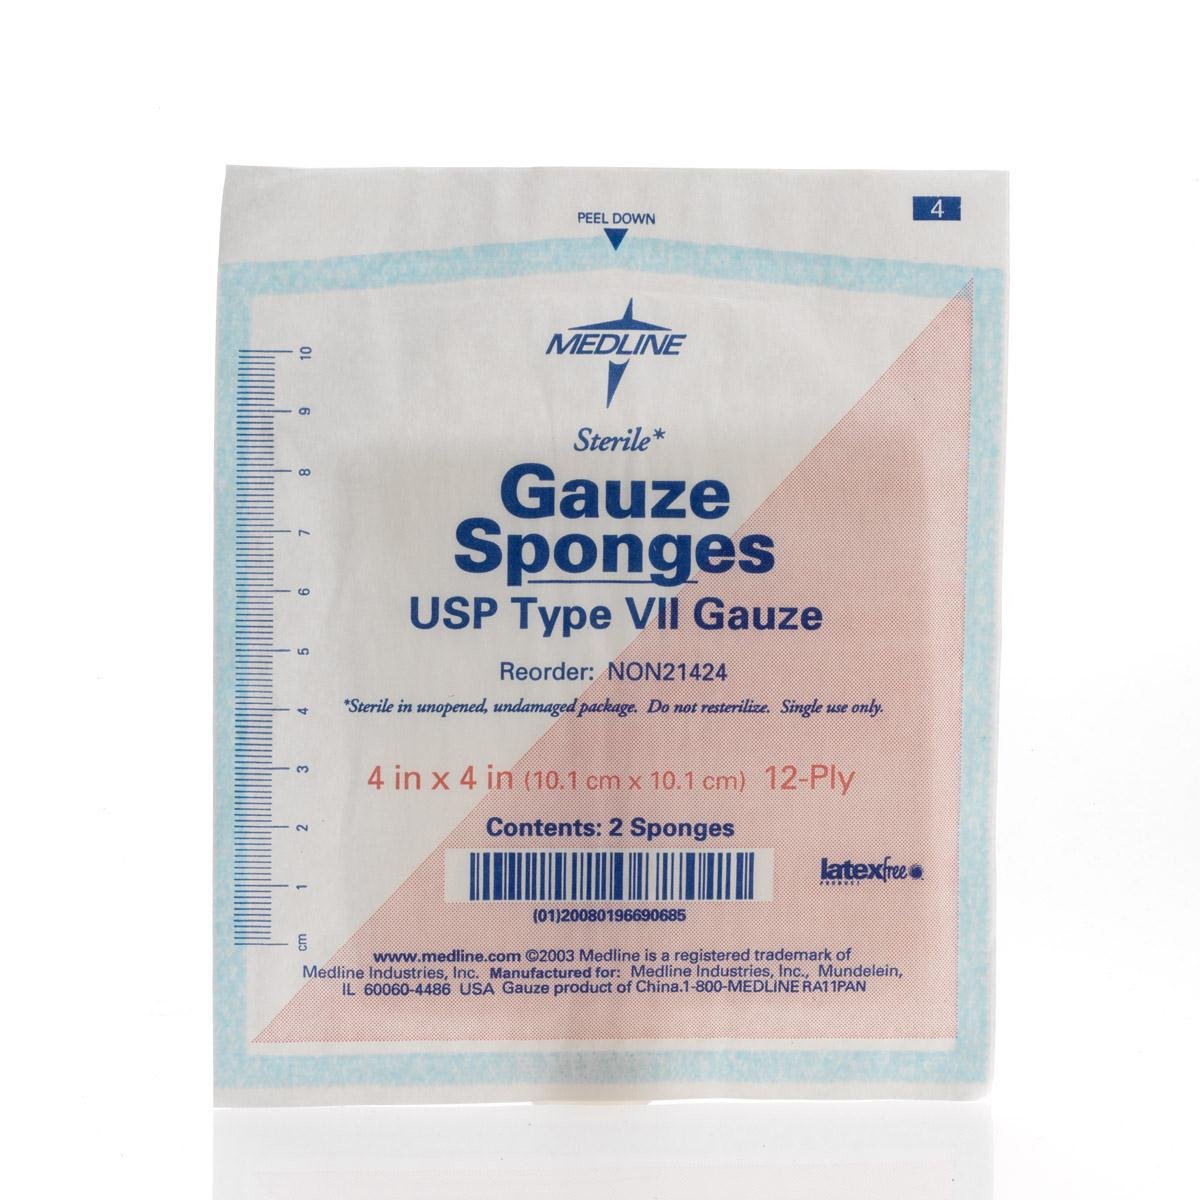 4
PEEL DOWN
MEDLINE
Sterile*
Gauze
Sponges
USP Type VII Gauze
Reorder: NON21424
*Sterile in unopened, undamaged package. Do not resterilize. Single use only.
4 in x 4 in (10.1 cm x 10.1 cm) 12-Ply
Contents: 2 Sponges
latexfree
PRODUCT
(01)20080196690685
www.medline.com ©2003 Medline is a registered trademark of
Medline Industries, Inc. Manufactured for: Medline Industries, Inc., Mundelein,
IL 60060-4486 USA Gauze product of China.1-800-MEDLINE RA11PAN
10
9
8
7
6
5
4
3
2
1
cm